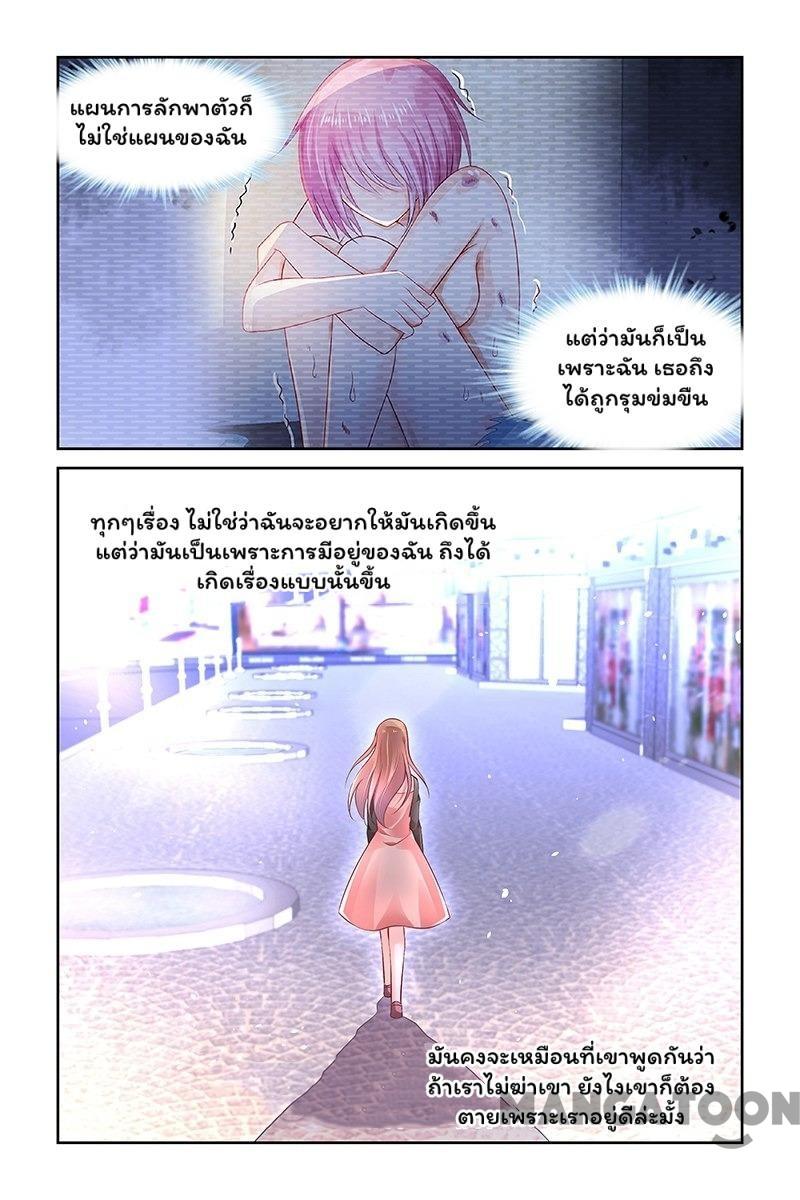 แผนการลักพาตัวก็
ไม่ใช่แผนของฉัน
แต่ว่ามันก็เป็น
เพราะฉัน เธอถึง
ได้ถูกรุมข่มขืน
ทุกๆเรื่อง ไม่ใช่ว่าฉันจะอยากให้มันเกิดขึ้น
แต่ว่ามันเป็นเพราะการมีอยู่ของฉัน ถึงได้
เกิดเรื่องแบบนั้นขึ้น
มันคงจะเหมือนที่เขาพูดกันว่า
ถ้าเราไม่ฆ่าเขา ยังไงเขาก็ต้อง
ตายเพราะเราอยู่ดีล่ะมั้ง
MANGATOON